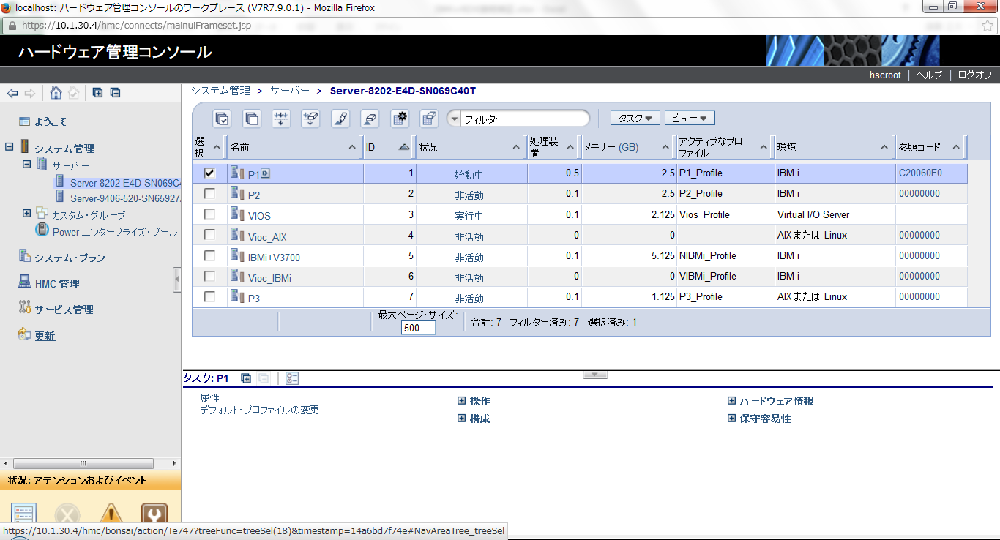 localhost: ハードウェア管理コンソールのワークプレース (V7R7.9.0.1) - Mozilla Firefox
https://10.1.30.4/hmc/connects/mainuiFrameset.jsp
ハードウェア管理コンソール
hscroot | ヘルプ | ログオフ
システム管理 > サーバー > Server-8202-E4D-SN069C40T
ようこそ
システム管理
サーバー
Server-8202-E4D-SN069C4
Server-9406-520-SN65927
カスタム・グループ
Power エンタープライズ・プール
システム・プラン
HMC 管理
サービス管理
更新
フィルター タスク ビュー
選択 名前 ID 状況 処理装置 メモリー (GB) アクティブなプロファイル 環境 参照コード
P1 1 始動中 0.5 2.5 P1_Profile IBM i C20060F0
P2 2 非活動 0.1 2.5 P2_Profile IBM i 00000000
VIOS 3 実行中 0.1 2.125 Vios_Profile Virtual I/O Server
Vioc_AIX 4 非活動 0 0 AIX または Linux 00000000
IBMi+V3700 5 非活動 0.1 5.125 NIBMi_Profile IBM i 00000000
Vioc_IBMi 6 非活動 0 0 VIBMi_Profile IBM i 00000000
P3 7 非活動 0.1 1.125 P3_Profile AIX または Linux 00000000
最大ページ・サイズ:
500
合計: 7 フィルター済み: 7 選択済み: 1
タスク: P1
属性
デフォルト・プロファイルの変更
操作
構成
ハードウェア情報
保守容易性
状況: アテンションおよびイベント
https://10.1.30.4/hmc/bonsai/action/Te747?treeFunc=treeSel(18)&timestamp=14a6bd7f74e#NavAreaTree_treeSel